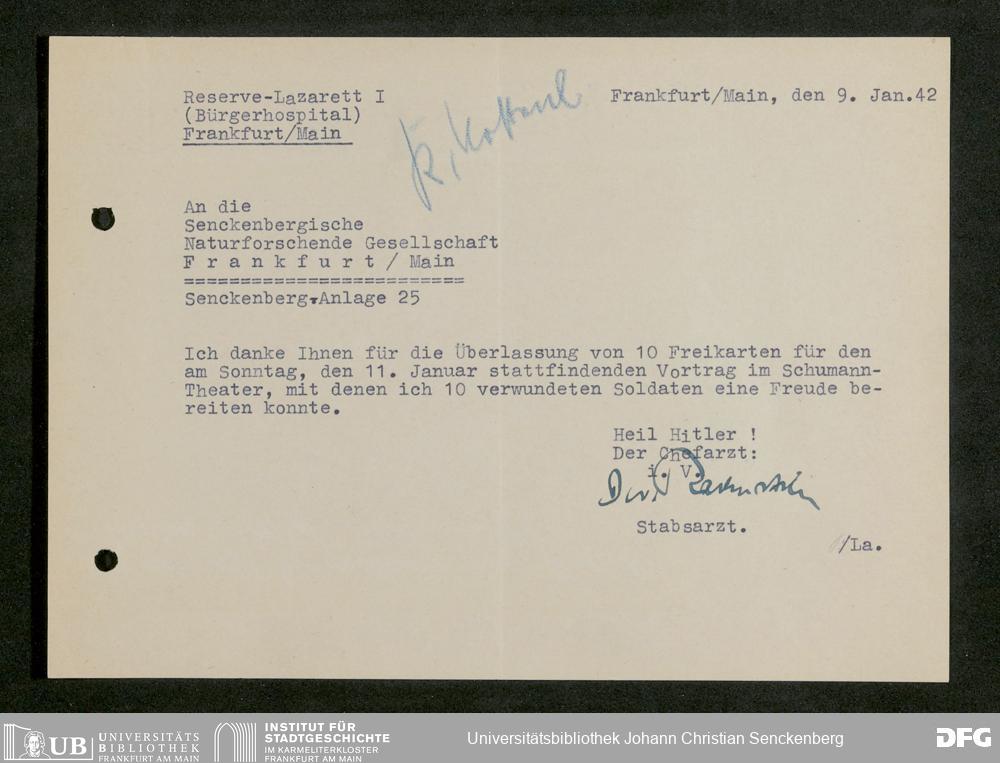 Reserve-Lazarett I
(Bürgerhospital)
Frankfurt/Main
Frankfurt/Main, den 9. Jan.42
An die
Senckenbergische
Naturforschende Gesellschaft
F r a n k f u r t / Main
=========================
Senckenberg-Anlage 25
Ich danke Ihnen für die Überlassung von 10 Freikarten für den
am Sonntag, den 11. Januar stattfindenden Vortrag im Schumann-
Theater, mit denen ich 10 verwundeten Soldaten eine Freude be-
reiten konnte.
Heil Hitler !
Der Chefarzt:
i. V.
Stabsarzt.
/La.
UB
UNIVERSITÄTS
BIBLIOTHEK
FRANKFURT AM MAIN
INSTITUT FÜR
STADTGESCHICHTE
IM KARMELITERKLOSTER
FRANKFURT AM MAIN
Universitätsbibliothek Johann Christian Senckenberg
DFG